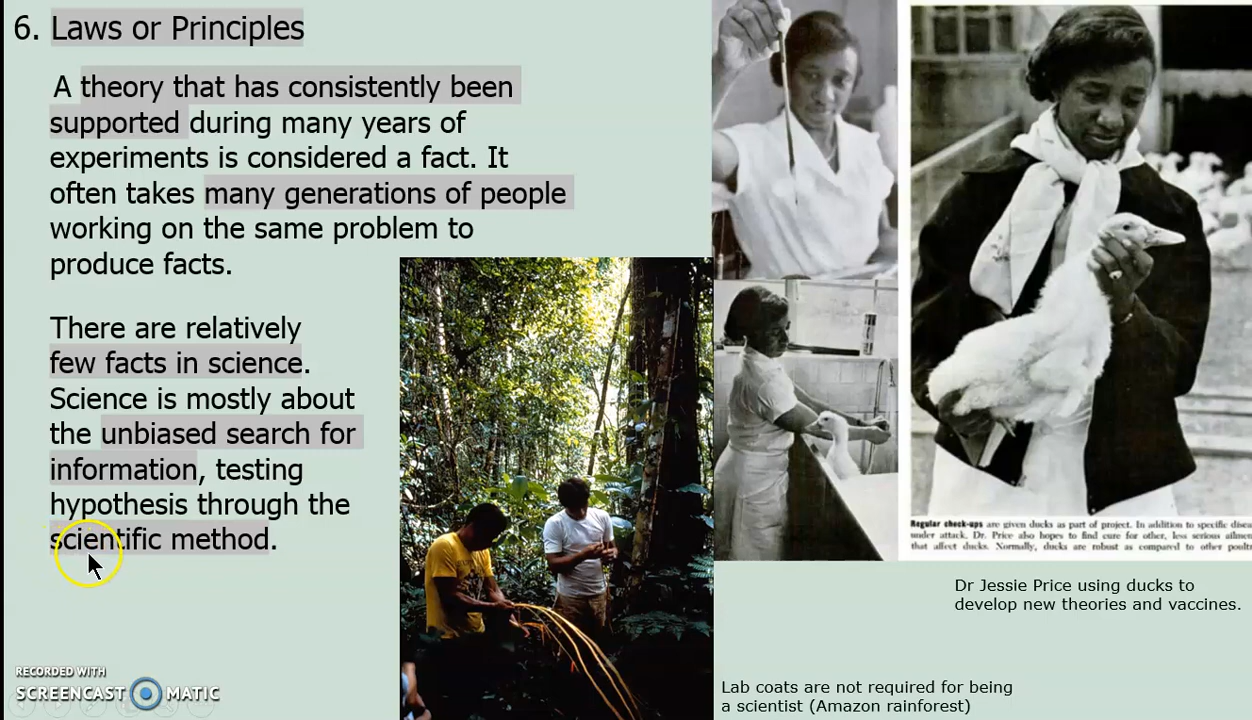 6. Laws or Principles
A theory that has consistently been
supported during many years of
experiments is considered a fact. It
often takes many generations of people
working on the same problem to
produce facts.
There are relatively
few facts in science.
Science is mostly about
the unbiased search for
information, testing
hypothesis through the
scientific method.
Regular check-ups are given ducks as part of project. In addition to specific
under attack, Dr. Price also hopes to find cure for other, less serious
that affect ducks. Normally, ducks are robust as compared to other
Dr Jessie Price using ducks to
develop new theories and vaccines.
Lab coats are not required for being
a scientist (Amazon rainforest)
RECORDED WITH
SCREENCAST MATIC